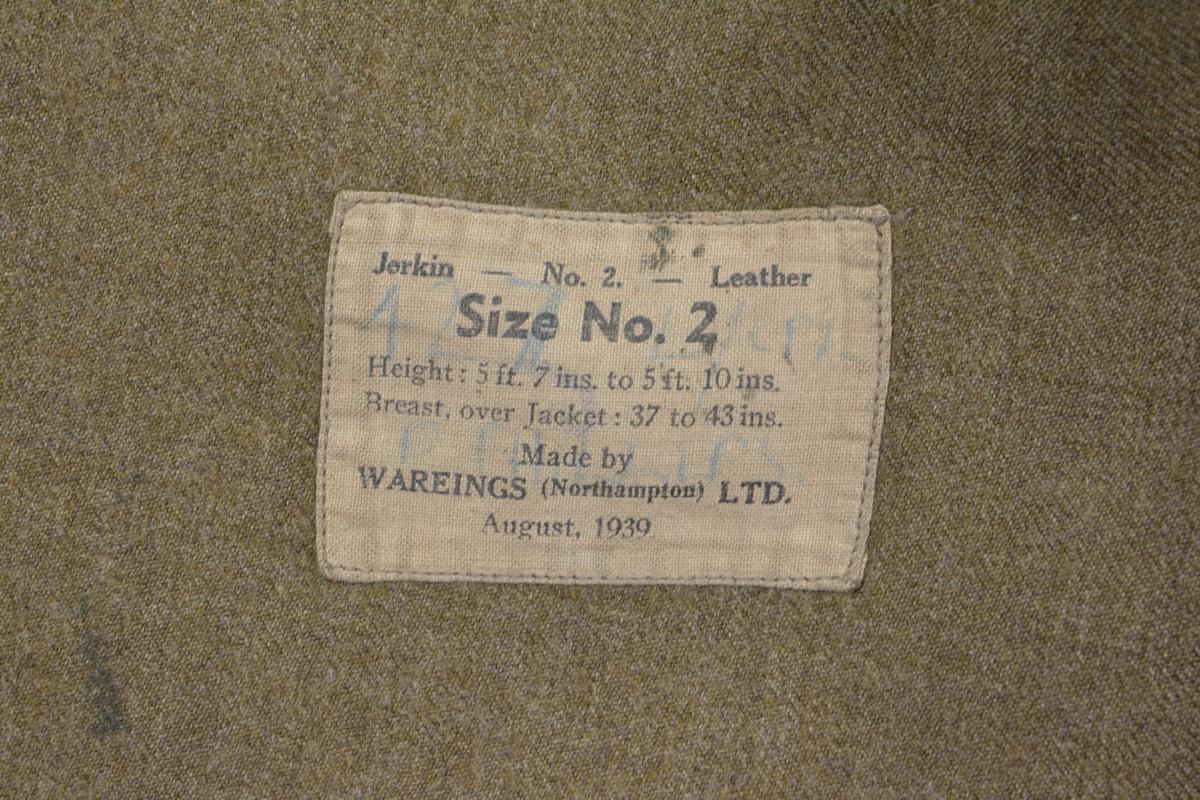 Jerkin — No. 2. — Leather
Size No. 2
Height: 5 ft. 7 ins. to 5 ft. 10 ins.
Breast, over Jacket: 37 to 43 ins.
Made by
WAREINGS (Northampton) LTD.
August, 1939